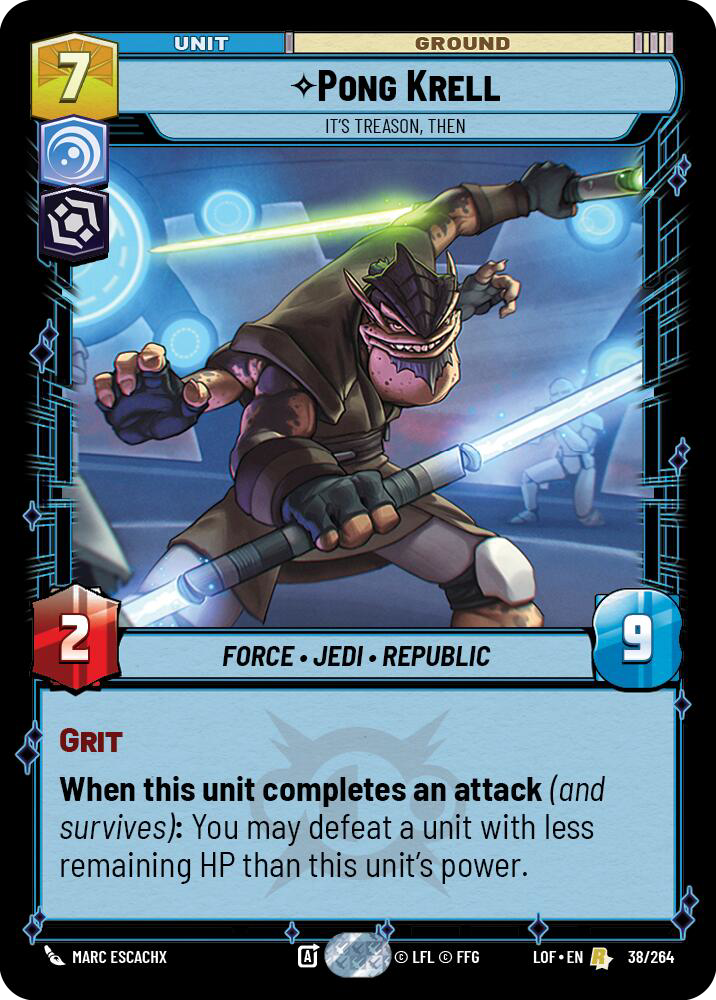 UNIT GROUND
7
✧PONG KRELL
IT'S TREASON, THEN
2
FORCE • JEDI • REPUBLIC
9
GRIT
When this unit completes an attack (and
survives): You may defeat a unit with less
remaining HP than this unit's power.
MARC ESCACHX A © LFL © FFG LOF • EN R 38/264